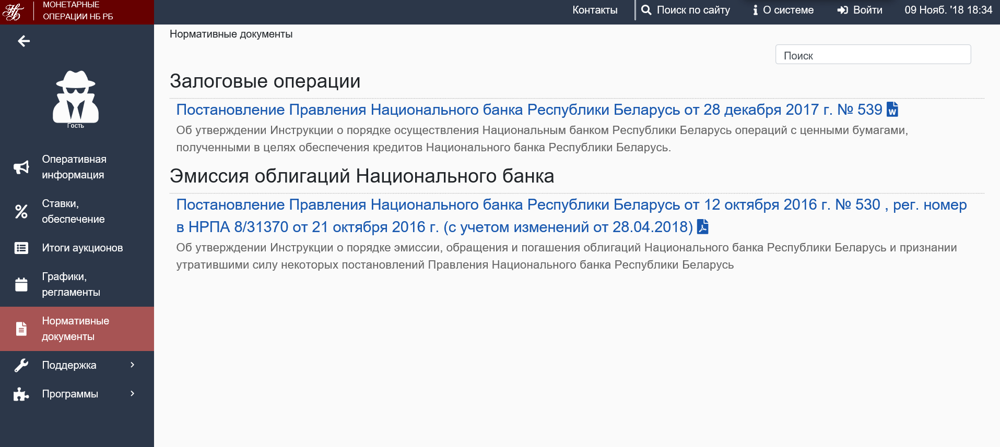 МОНЕТАРНЫЕ
ОПЕРАЦИИ НБ РБ
Контакты
Поиск по сайту
О системе
Войти
09 Нояб. '18 18:34
Гость
Оперативная
информация
Ставки,
обеспечение
Итоги аукционов
Графики,
регламенты
Нормативные
документы
Поддержка
Программы
Нормативные документы
Поиск
Залоговые операции
Постановление Правления Национального банка Республики Беларусь от 28 декабря 2017 г. № 539
Об утверждении Инструкции о порядке осуществления Национальным банком Республики Беларусь операций с ценными бумагами,
полученными в целях обеспечения кредитов Национального банка Республики Беларусь.
Эмиссия облигаций Национального банка
Постановление Правления Национального банка Республики Беларусь от 12 октября 2016 г. № 530 , рег. номер
в НРПА 8/31370 от 21 октября 2016 г. (с учетом изменений от 28.04.2018)
Об утверждении Инструкции о порядке эмиссии, обращения и погашения облигаций Национального банка Республики Беларусь и признании
утратившими силу некоторых постановлений Правления Национального банка Республики Беларусь